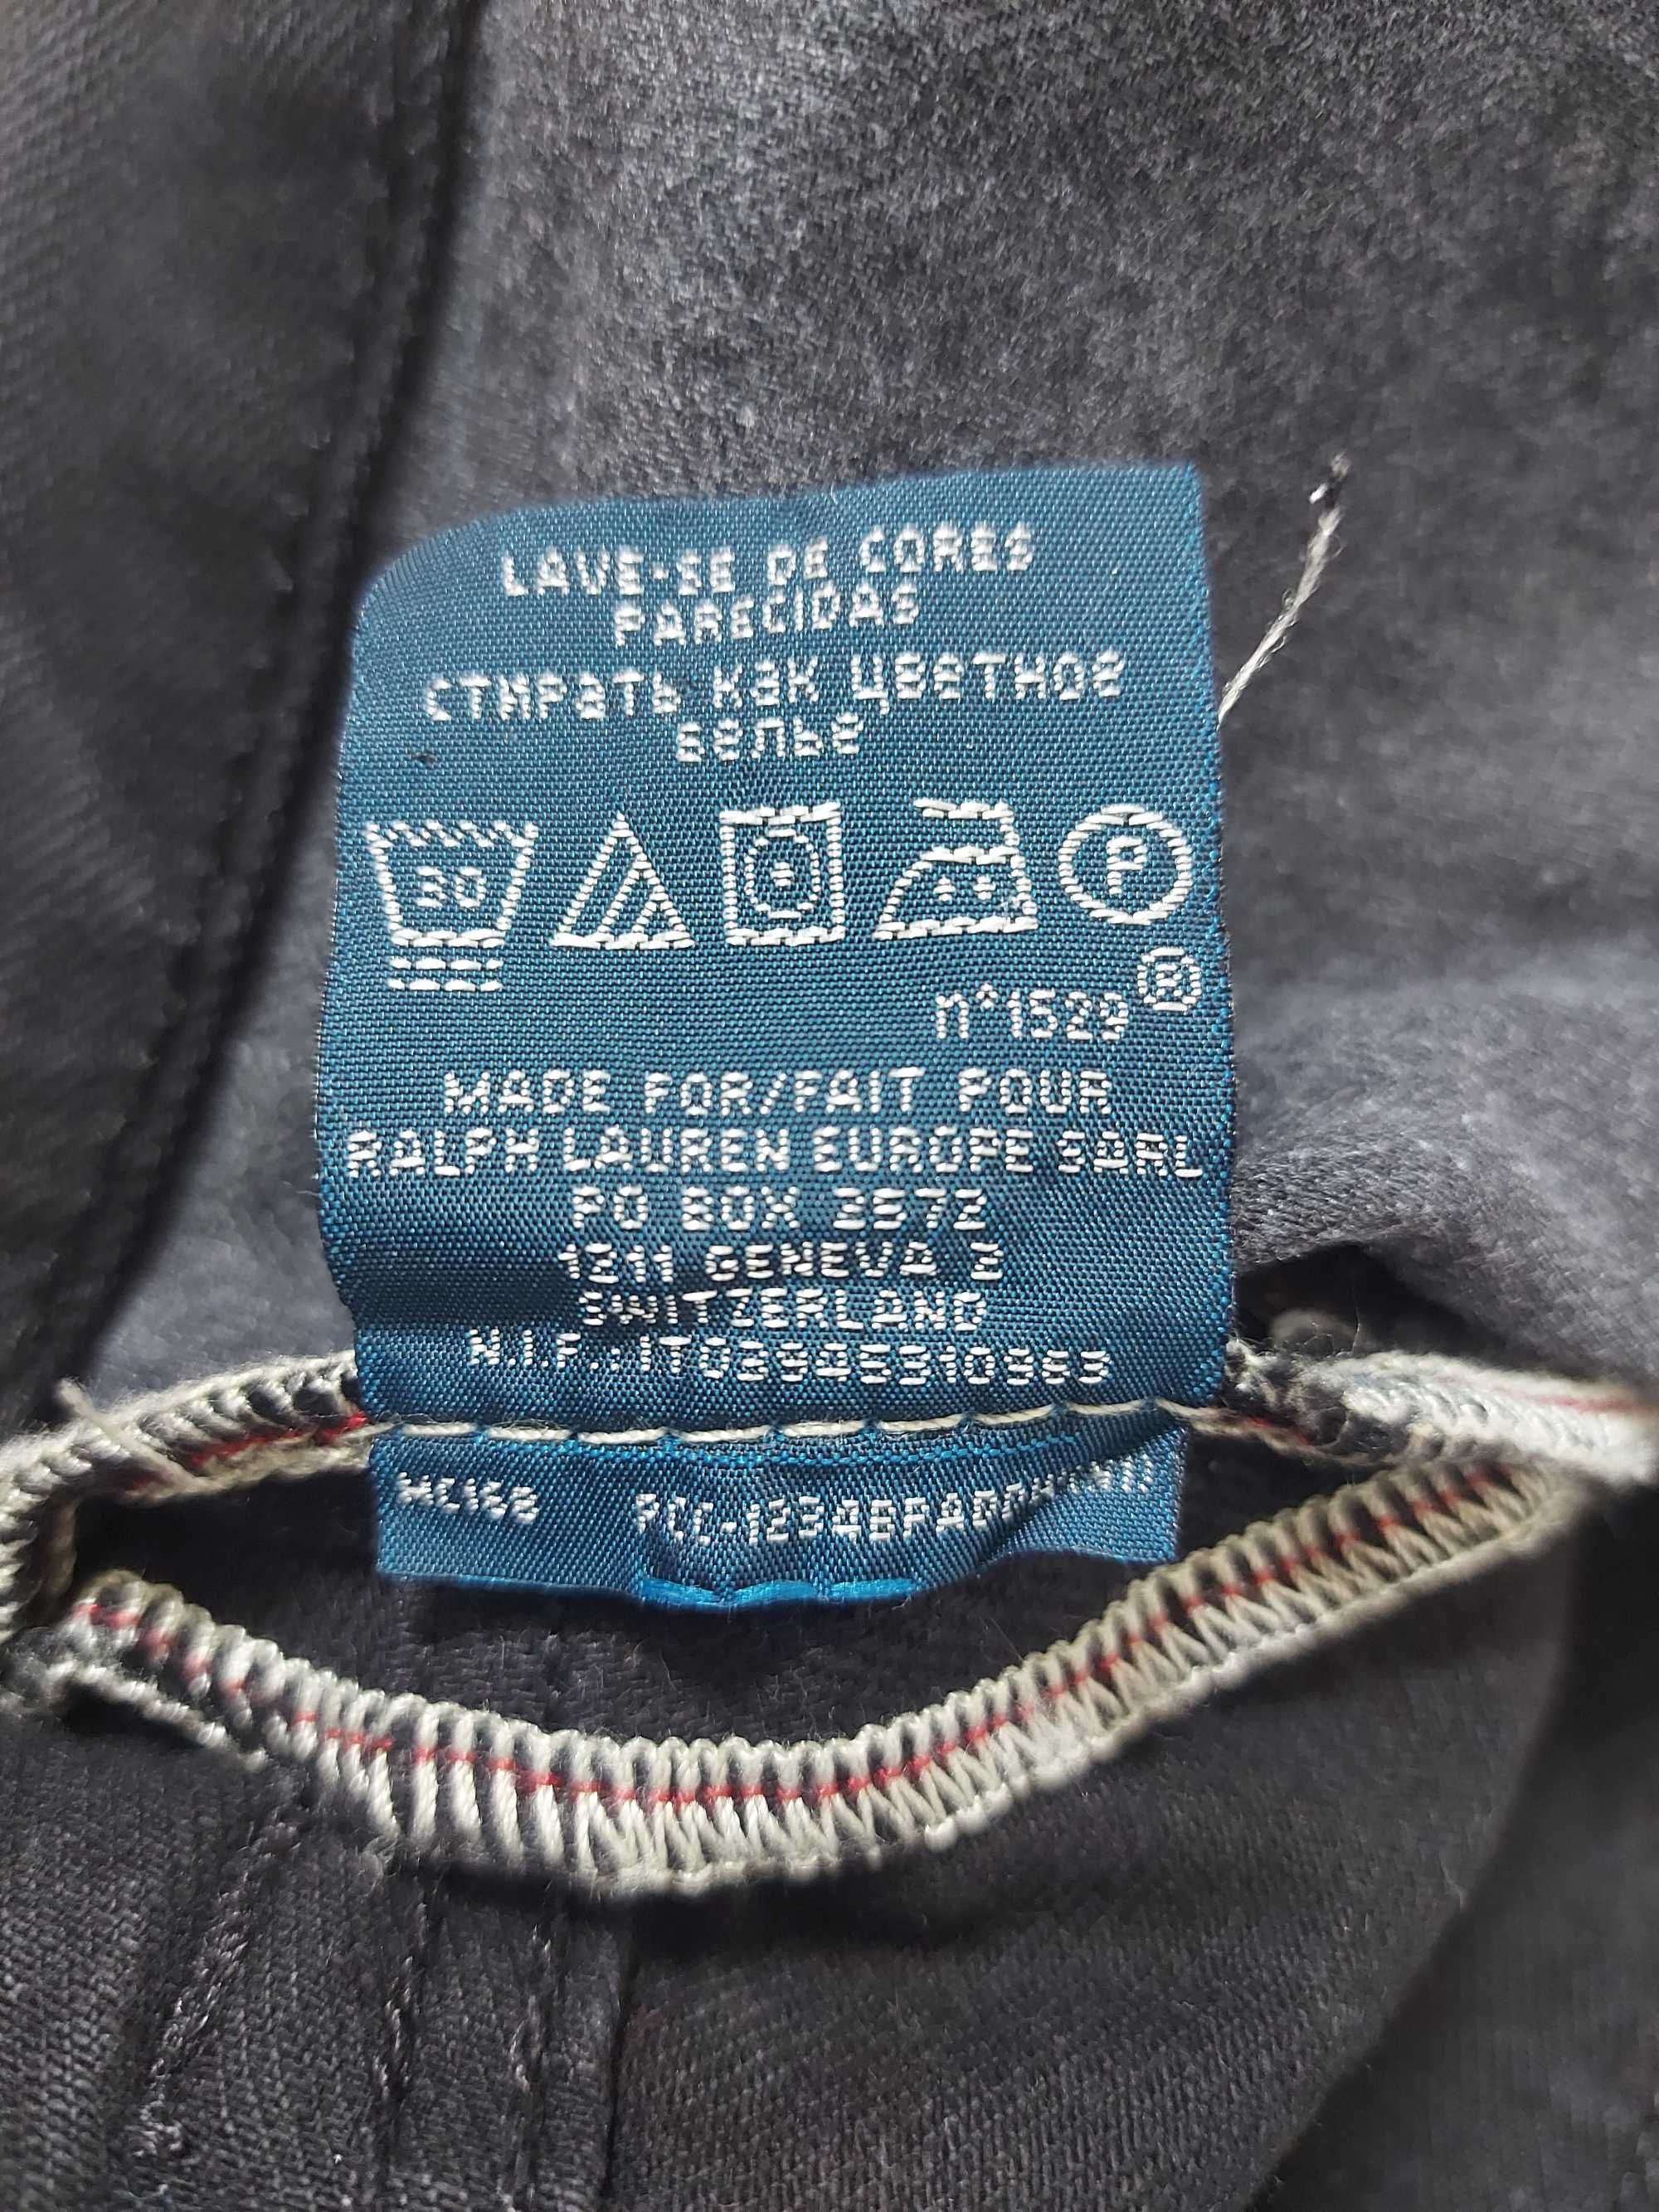 LAVE-SE DE CORES
PARECIDAS
СТИРАТЬ КАК ЦВЕТНОЕ
БЕЛЬЕ
30
P
®
n°1529
MADE FOR/FAIT POUR
RALPH LAUREN EUROPE SARL
PO BOX 2572
1211 GENEVA 2
SWITZERLAND
N.I.F.:
MC168